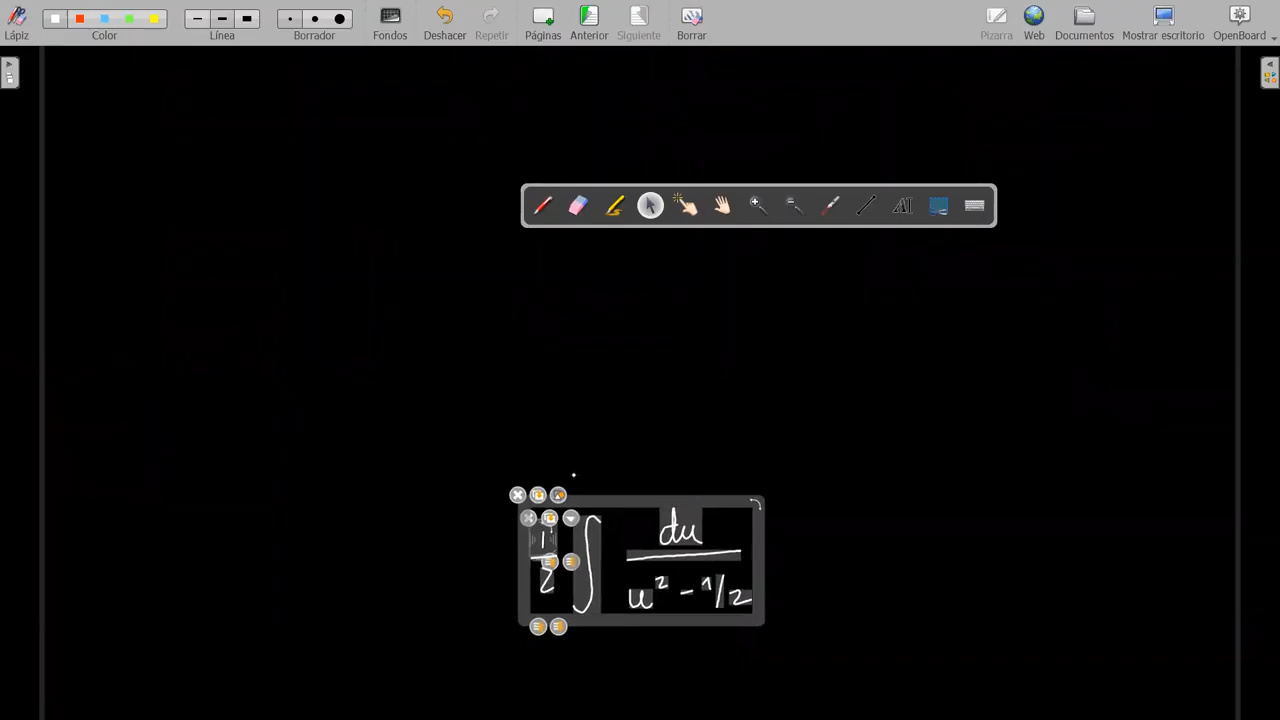 Lápiz Color Línea Borrador Fondos Deshacer Repetir Páginas Anterior Siguiente Borrar Pizarra Web Documentos Mostrar escritorio OpenBoard
1/2 ∫ du / (u² - 1/2)